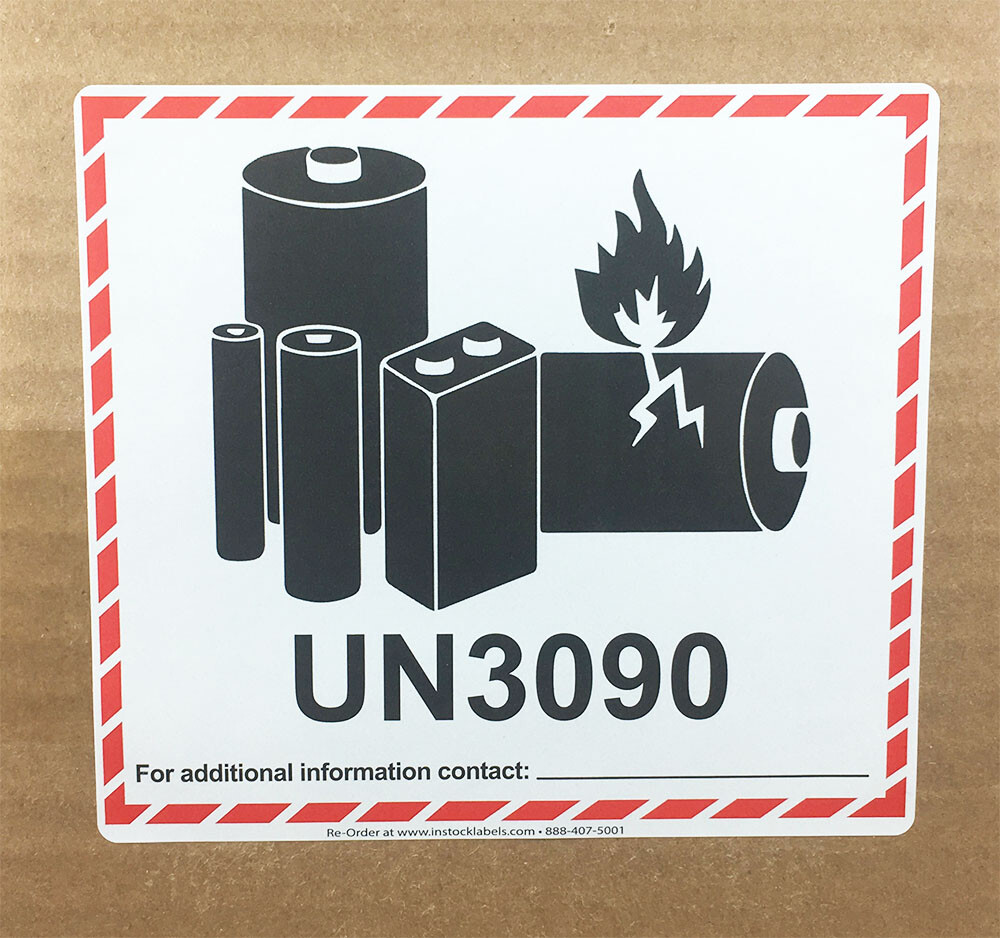 UN3090
For additional information contact:
Re-Order at www.instocklabels.com • 888-407-5001